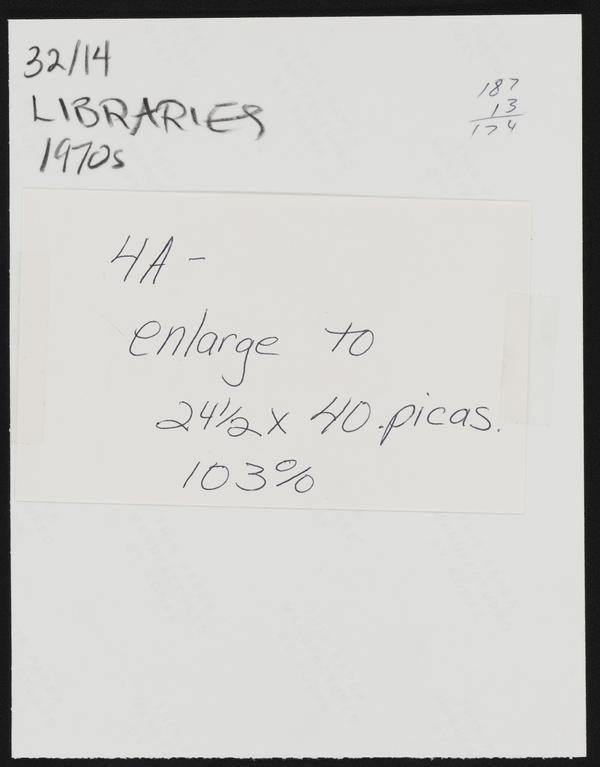 32/14
LIBRARIES
1970s
187
13
174
4A-
enlarge to
24½ x 40 picas.
103%